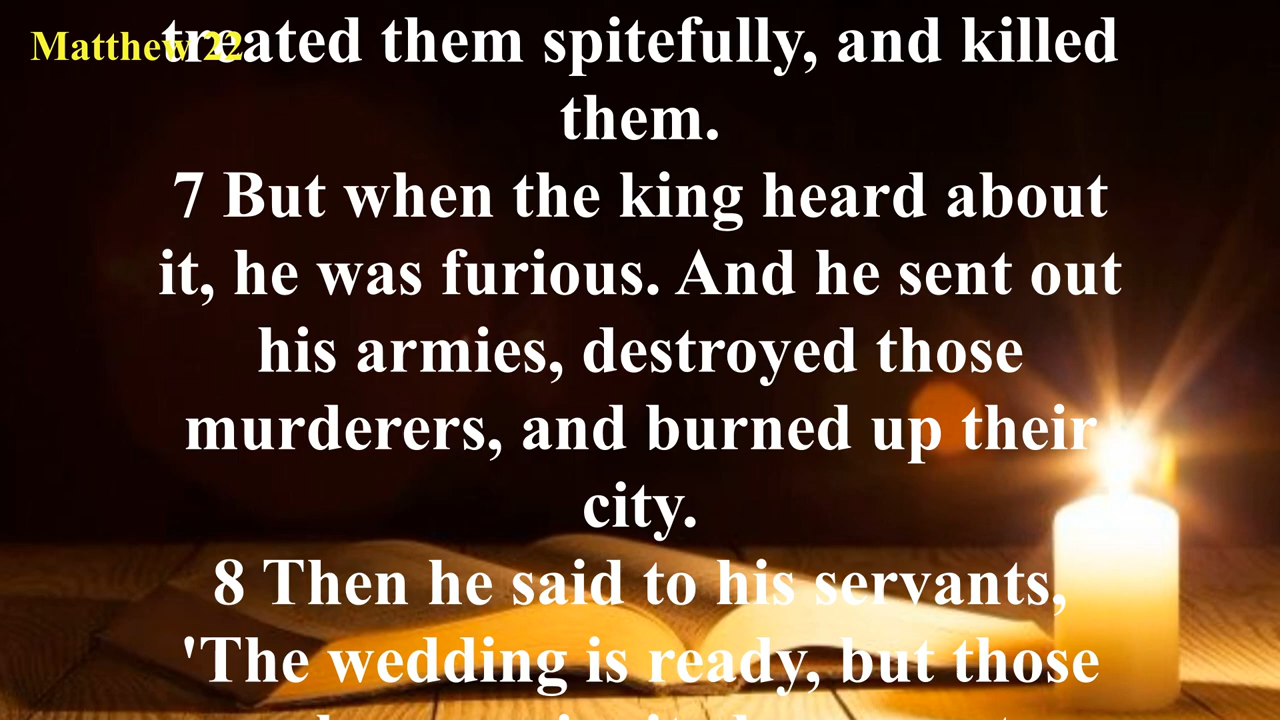 Matthew 22
treated them spitefully, and killed
them.
7 But when the king heard about
it, he was furious. And he sent out
his armies, destroyed those
murderers, and burned up their
city.
8 Then he said to his servants,
'The wedding is ready, but those